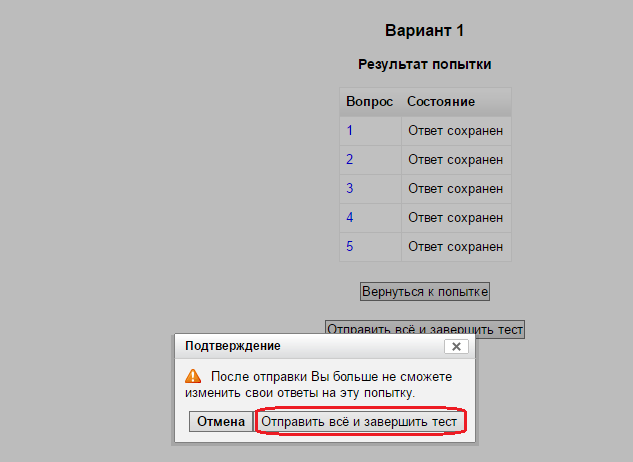 Вариант 1
Результат попытки
Вопрос Состояние
1 Ответ сохранен
2 Ответ сохранен
3 Ответ сохранен
4 Ответ сохранен
5 Ответ сохранен
Вернуться к попытке
Отправить всё и завершить тест
Подтверждение
После отправки Вы больше не сможете
изменить свои ответы на эту попытку.
Отмена Отправить всё и завершить тест